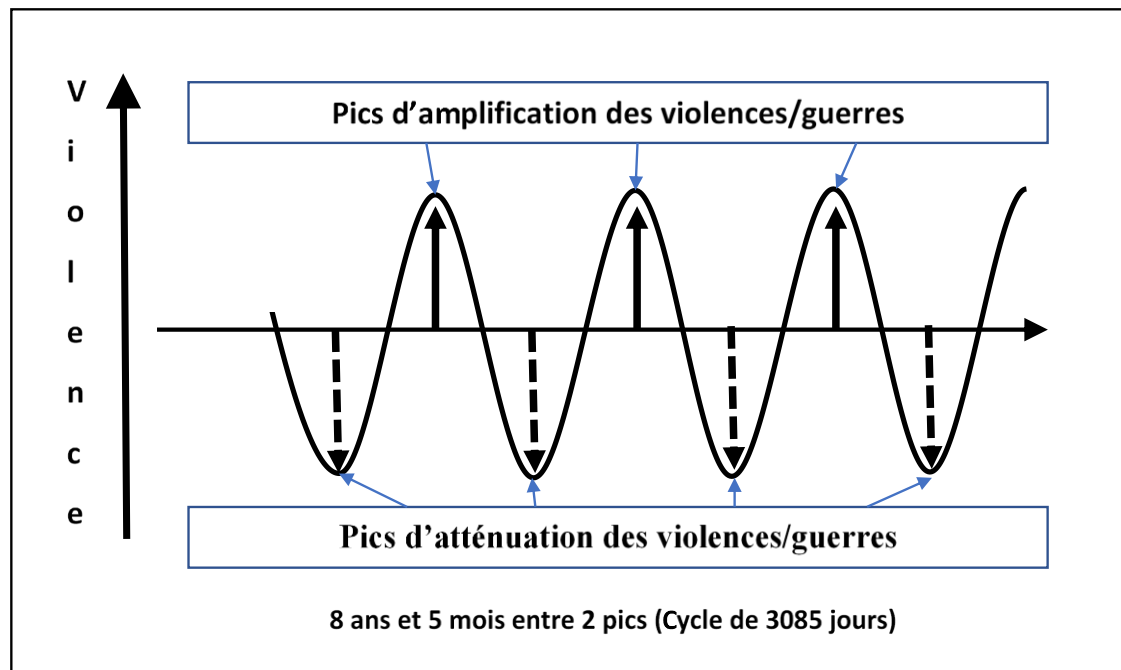 Violence
Pics d’amplification des violences/guerres
Pics d’atténuation des violences/guerres
8 ans et 5 mois entre 2 pics (Cycle de 3085 jours)